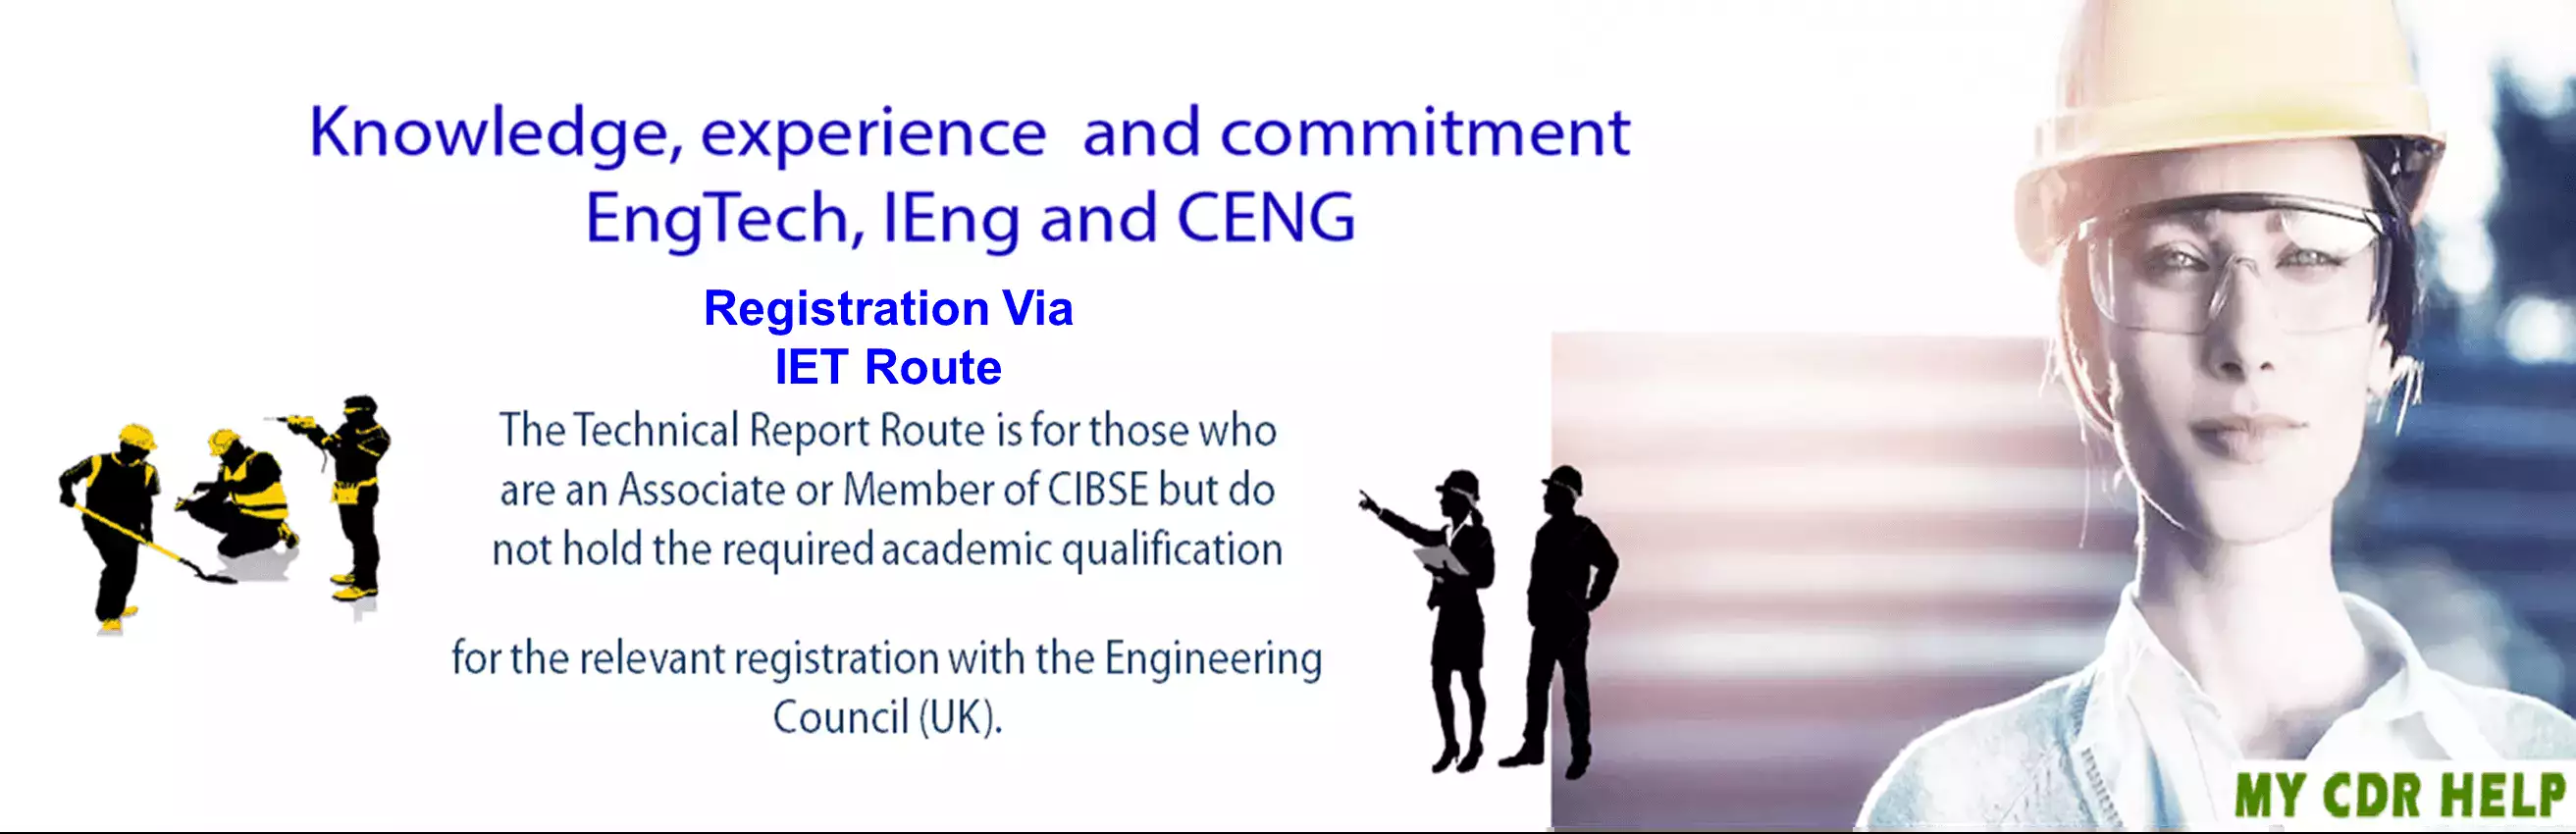 Knowledge, experience and commitment
EngTech, IEng and CENG
Registration Via
IET Route
The Technical Report Route is for those who
are an Associate or Member of CIBSE but do
not hold the required academic qualification
for the relevant registration with the Engineering
Council (UK).
MY CDR HELP